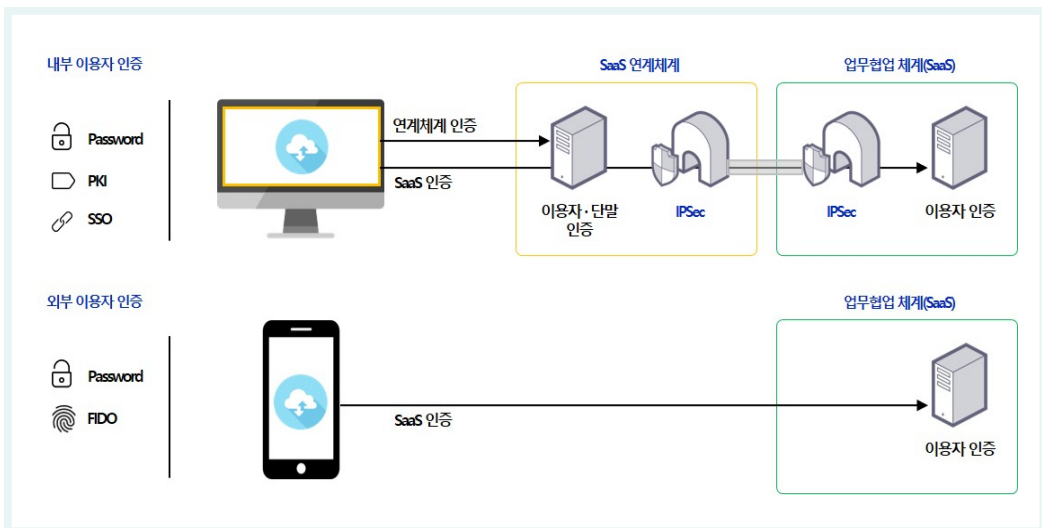 내부 이용자 인증
SaaS 연계체계
업무협업 체계(SaaS)
Password
PKI
SSO
연계체계 인증
SaaS 인증
이용자·단말
인증
IPSec
IPSec
이용자 인증
외부 이용자 인증
업무협업 체계(SaaS)
Password
FIDO
SaaS 인증
이용자 인증